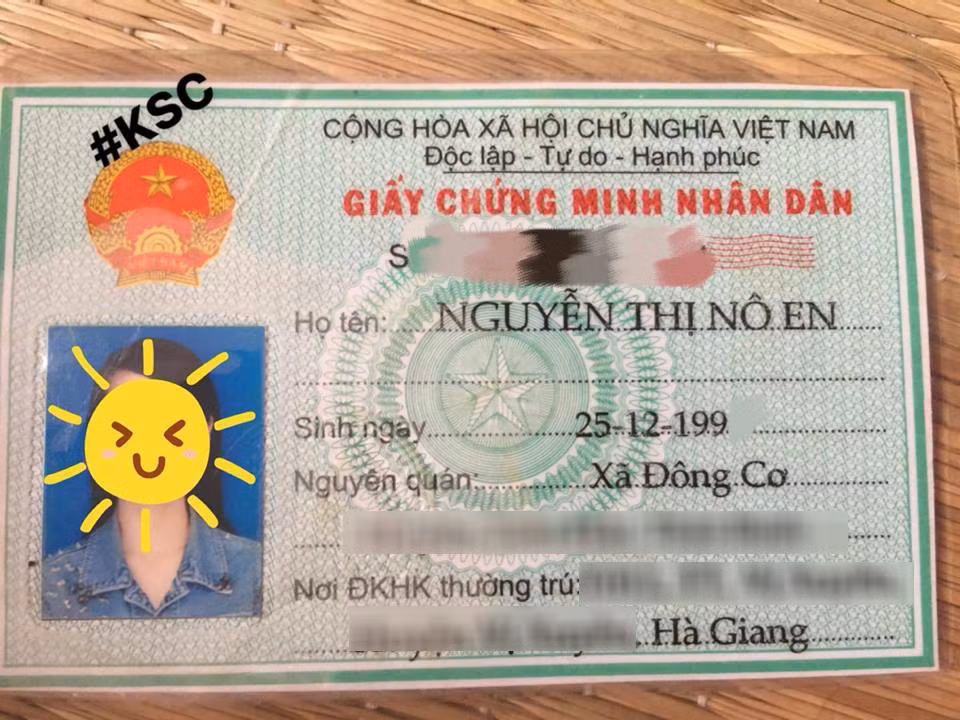 #KSC
CỘNG HÒA XÃ HỘI CHỦ NGHĨA VIỆT NAM
Độc lập - Tự do - Hạnh phúc
GIẤY CHỨNG MINH NHÂN DÂN
S
Họ tên: NGUYỄN THỊ NÔ EN
Sinh ngày 25-12-199
Nguyên quán: Xã Đông Cơ
Nơi ĐKHK thường trú:
Hà Giang